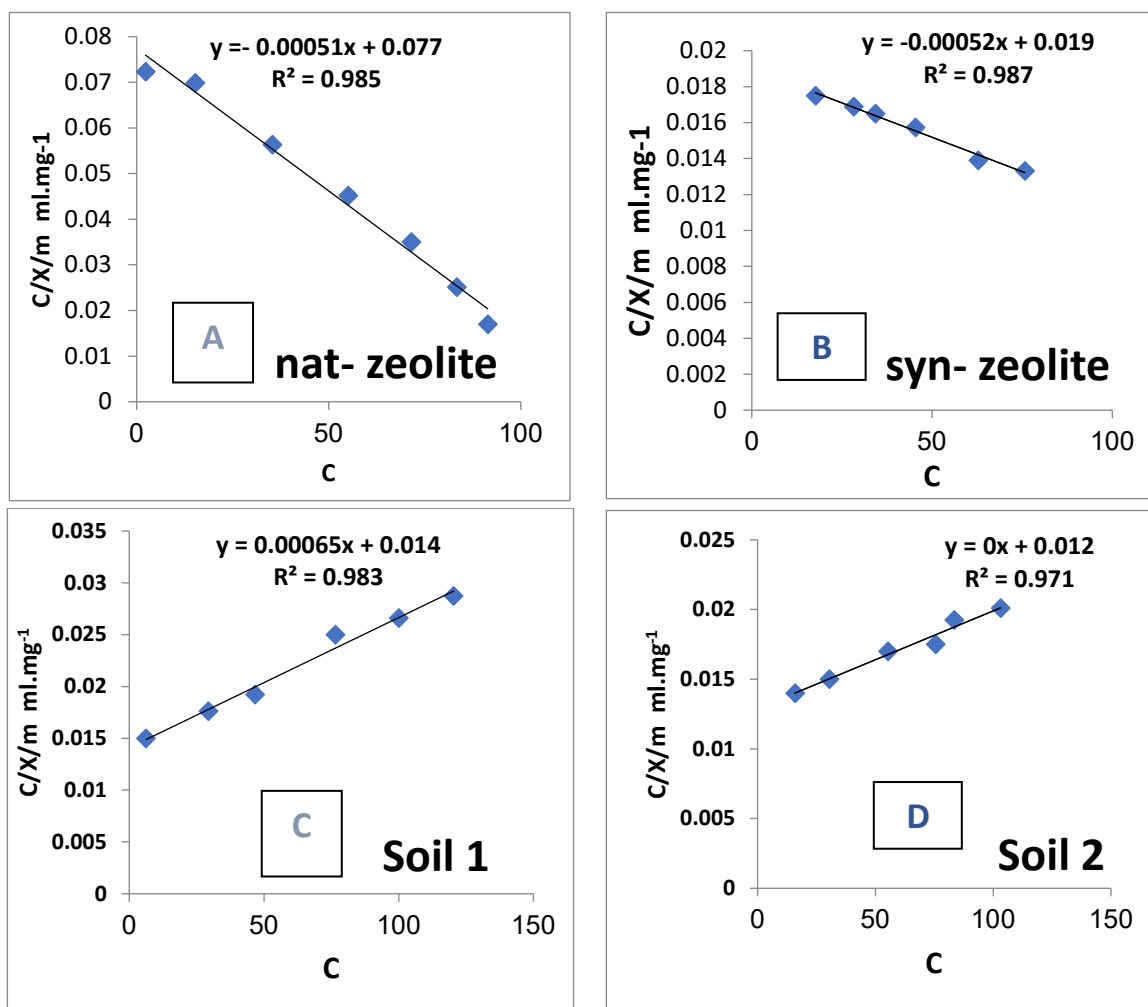 y =- 0.00051x + 0.077
R² = 0.985
0.08
0.07
0.06
0.05
0.04
0.03
0.02
0.01
0
C/X/m ml.mg-1
A
nat- zeolite
0 50 100
C
y = -0.00052x + 0.019
R² = 0.987
0.02
0.018
0.016
0.014
0.012
0.01
0.008
0.006
0.004
0.002
0
C/X/m ml.mg-1
B
syn- zeolite
0 50 100
C
y = 0.00065x + 0.014
R² = 0.983
0.035
0.03
0.025
0.02
0.015
0.01
0.005
0
C/X/m ml.mg⁻¹
C
Soil 1
0 50 100 150
C
y = 0x + 0.012
R² = 0.971
0.025
0.02
0.015
0.01
0.005
0
C/X/m ml.mg⁻¹
D
Soil 2
0 50 100 150
C